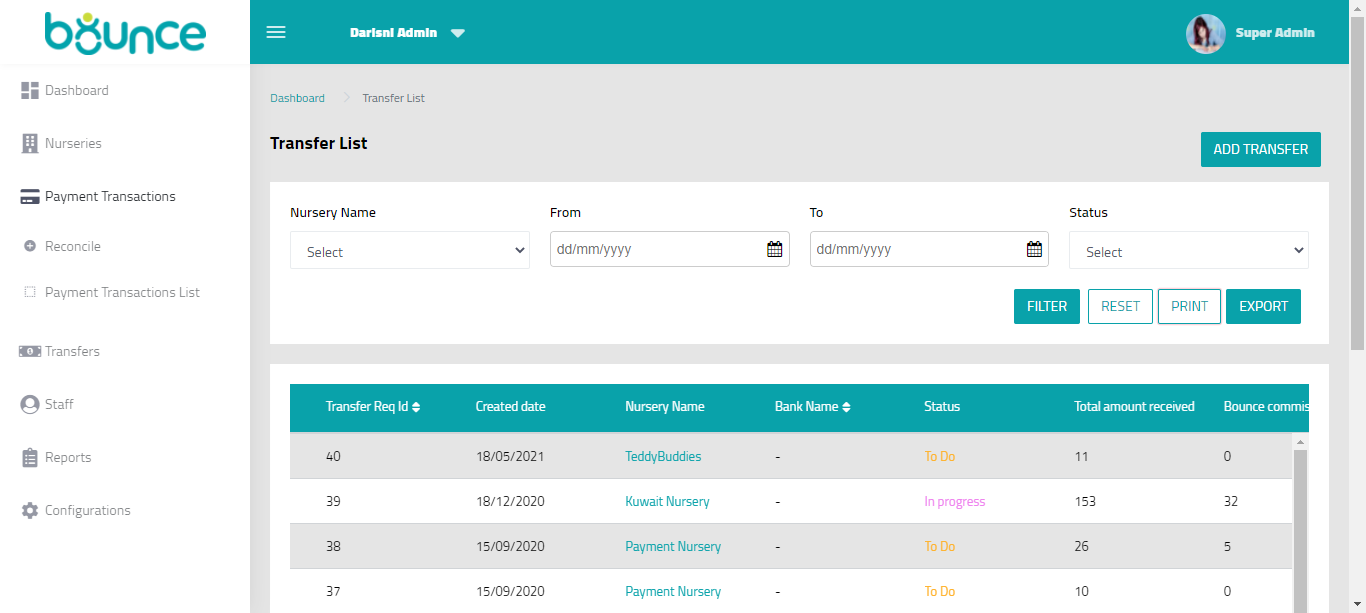 bounce
Darisni Admin
Super Admin
Dashboard
Nurseries
Payment Transactions
Reconcile
Payment Transactions List
Transfers
Staff
Reports
Configurations
Dashboard Transfer List
Transfer List
ADD TRANSFER
Nursery Name From To Status
Select dd/mm/yyyy dd/mm/yyyy Select
FILTER RESET PRINT EXPORT
Transfer Req Id Created date Nursery Name Bank Name Status Total amount received Bounce commis
40 18/05/2021 TeddyBuddies - To Do 11 0
39 18/12/2020 Kuwait Nursery - In progress 153 32
38 15/09/2020 Payment Nursery - To Do 26 5
37 15/09/2020 Payment Nursery - To Do 10 0